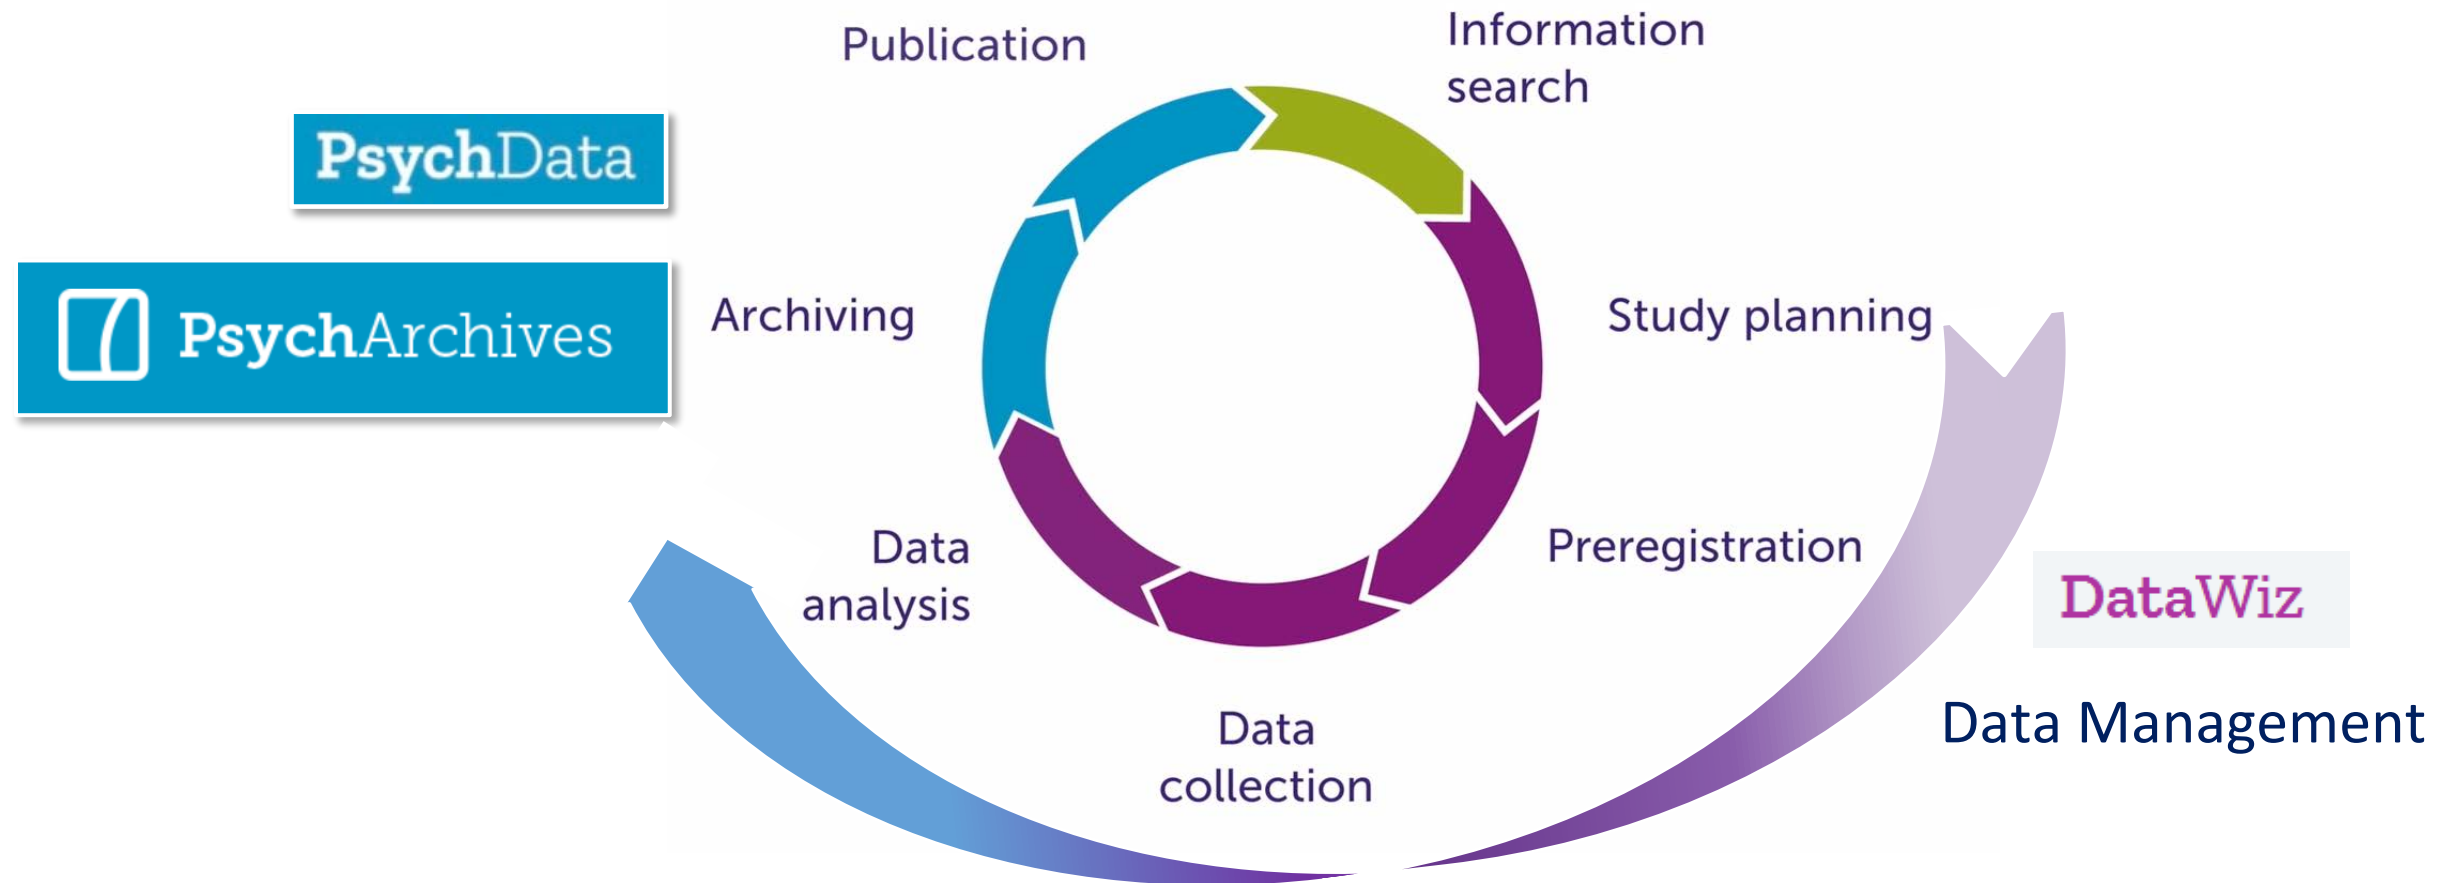 Publication
Information
search
PsychData
PsychArchives
Archiving
Study planning
Data
analysis
Preregistration
DataWiz
Data Management
Data
collection